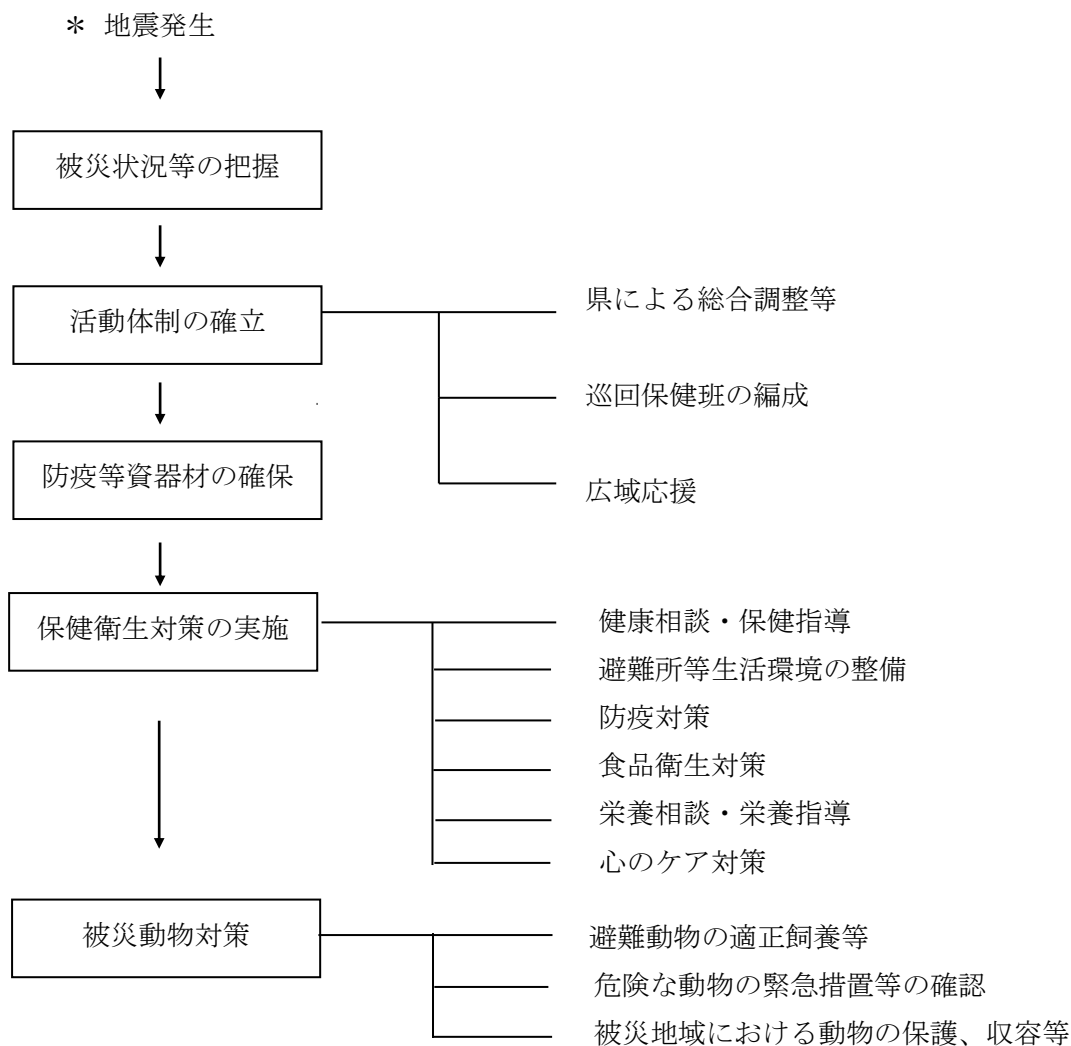 ＊ 地震発生
被災状況等の把握
活動体制の確立
県による総合調整等
巡回保健班の編成
広域応援
防疫等資器材の確保
保健衛生対策の実施
健康相談・保健指導
避難所等生活環境の整備
防疫対策
食品衛生対策
栄養相談・栄養指導
心のケア対策
被災動物対策
避難動物の適正飼養等
危険な動物の緊急措置等の確認
被災地域における動物の保護、収容等